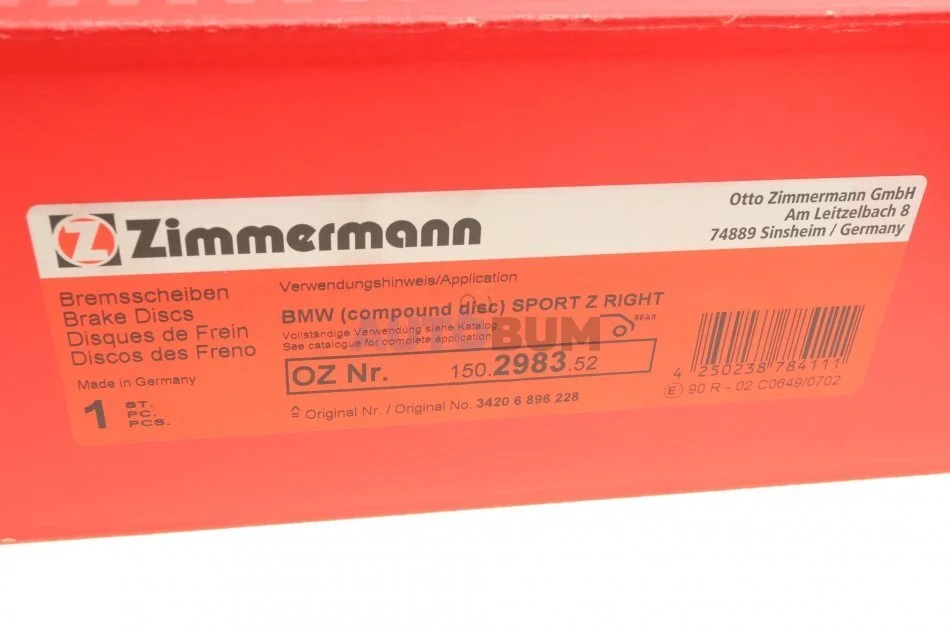 Z Zimmermann
Otto Zimmermann GmbH
Am Leitzelbach 8
74889 Sinsheim / Germany
Bremsscheiben
Brake Discs
Disques de Frein
Discos des Freno
Made in Germany
1 ST.
PC.
PCS.
Verwendungshinweis/Application
BMW (compound disc) SPORT Z RIGHT
Vollständige Verwendung siehe Katalog
See catalogue for complete application
REAR
AUTOBUM
OZ Nr. 150.2983.52
≙ Original Nr. / Original No. 3420 6 896 228
4 250238 784111
E 90 R - 02 C0649/0702